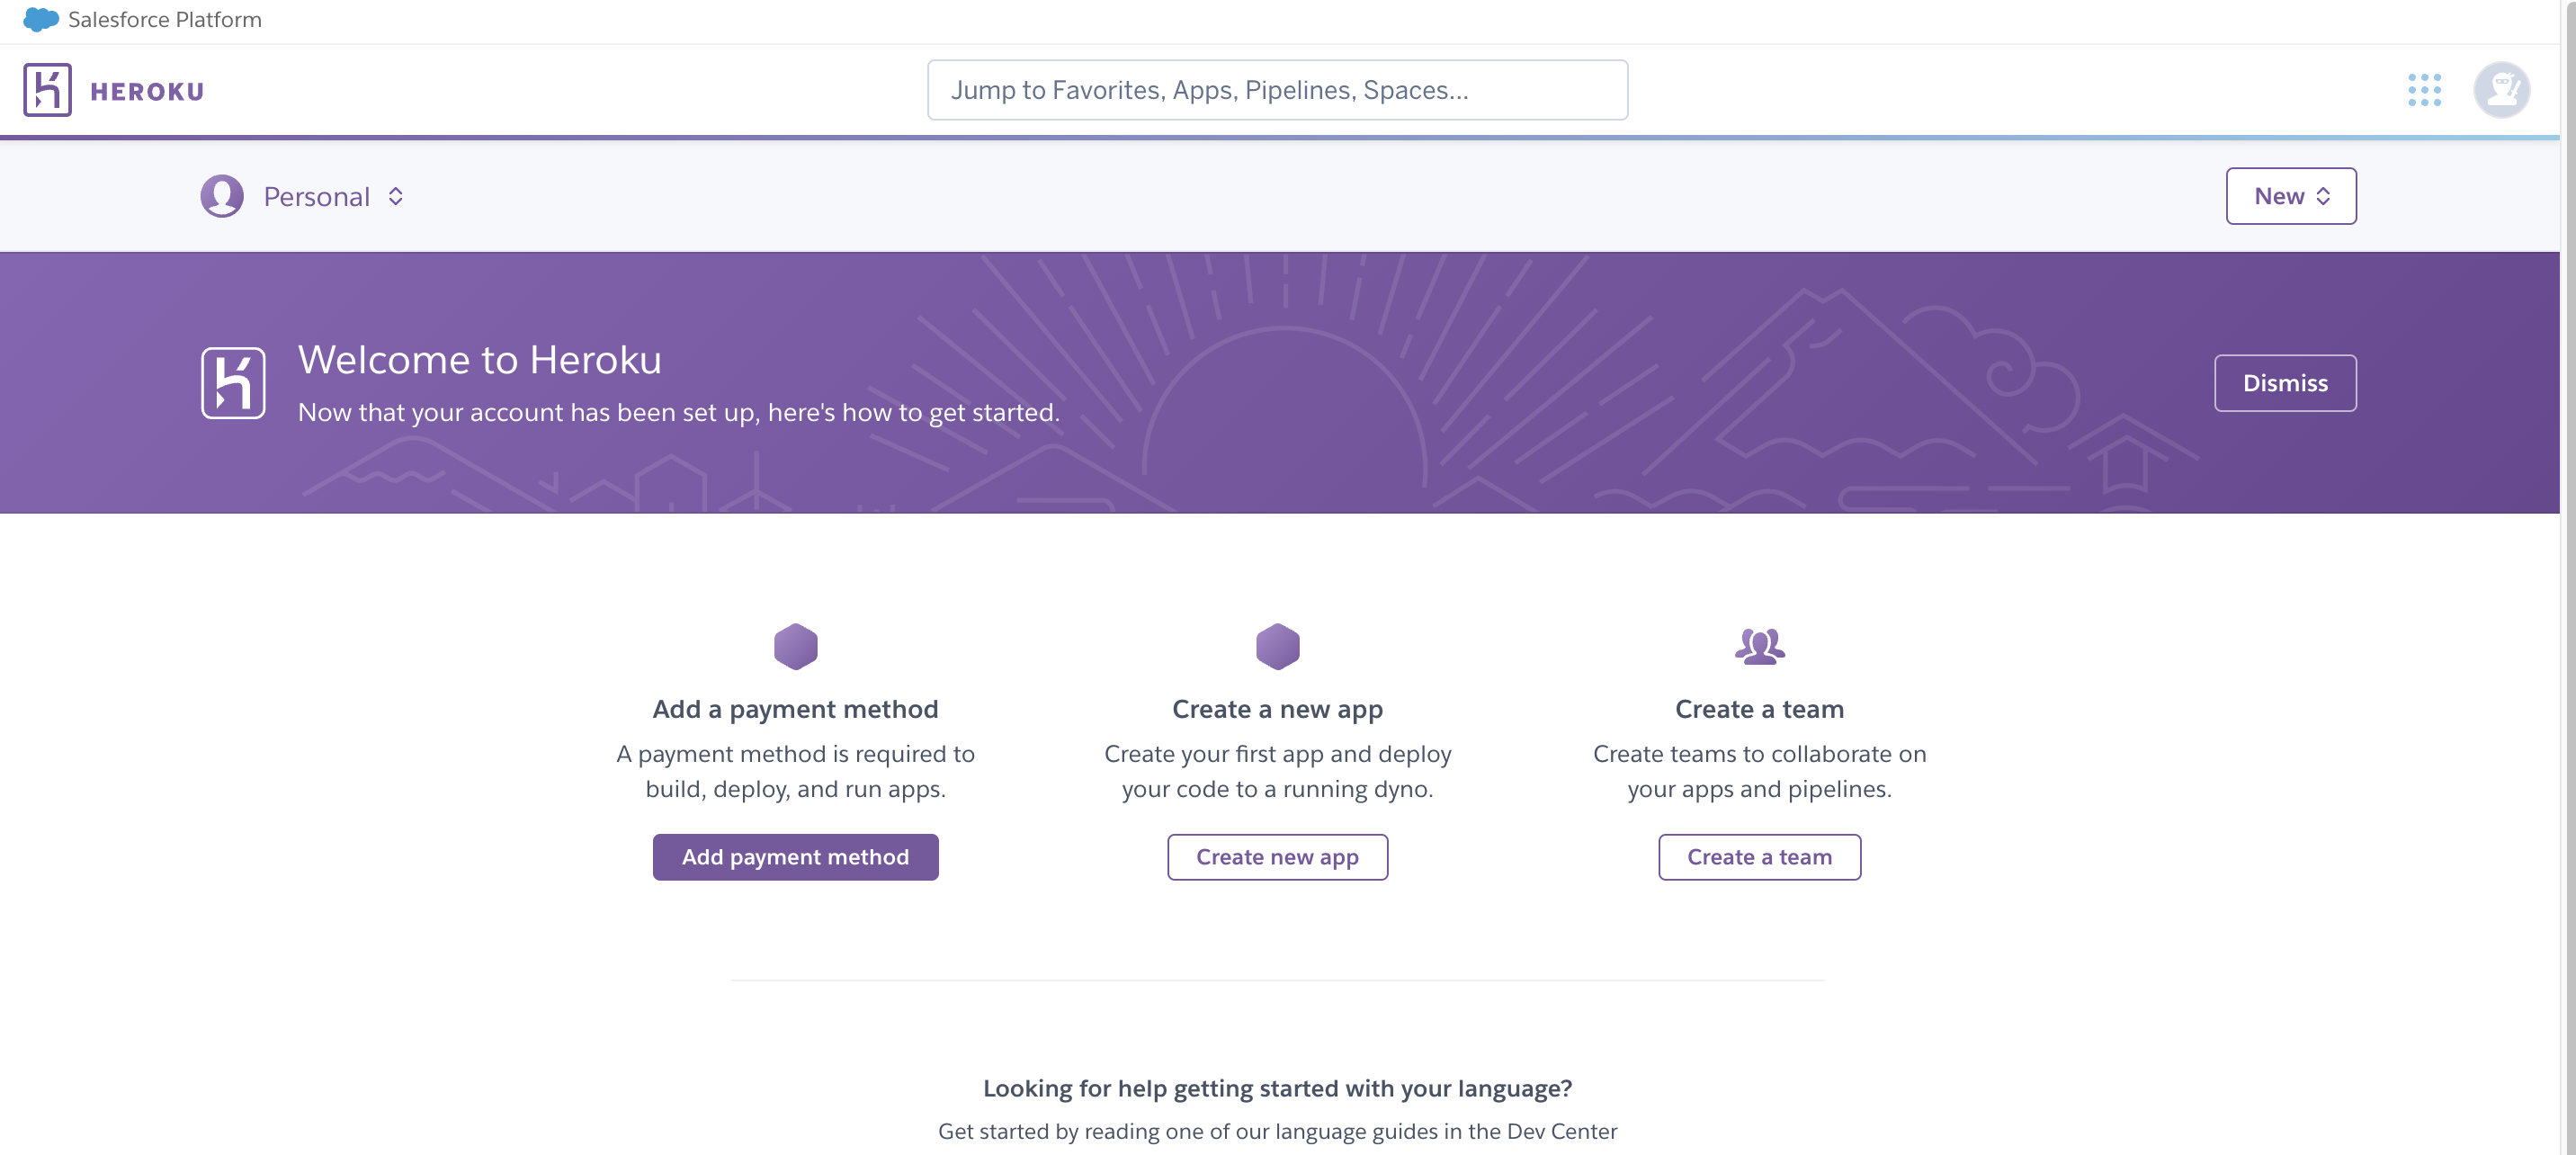 Salesforce Platform
HEROKU
Jump to Favorites, Apps, Pipelines, Spaces...
Personal
New
Welcome to Heroku
Now that your account has been set up, here's how to get started.
Dismiss
Add a payment method
A payment method is required to
build, deploy, and run apps.
Add payment method
Create a new app
Create your first app and deploy
your code to a running dyno.
Create new app
Create a team
Create teams to collaborate on
your apps and pipelines.
Create a team
Looking for help getting started with your language?
Get started by reading one of our language guides in the Dev Center